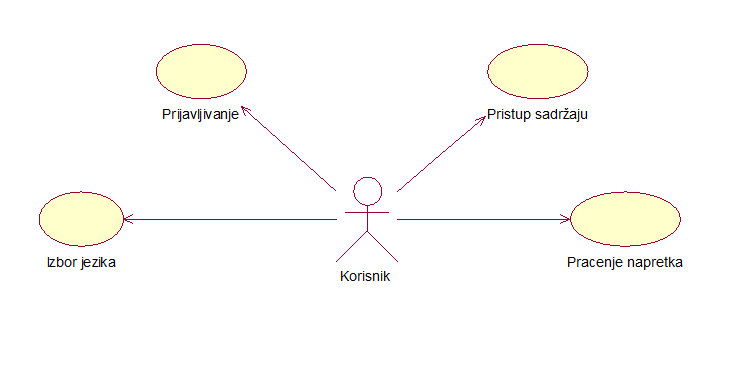 Prijavljivanje
Pristup sadržaju
Izbor jezika
Pracenje napretka
Korisnik